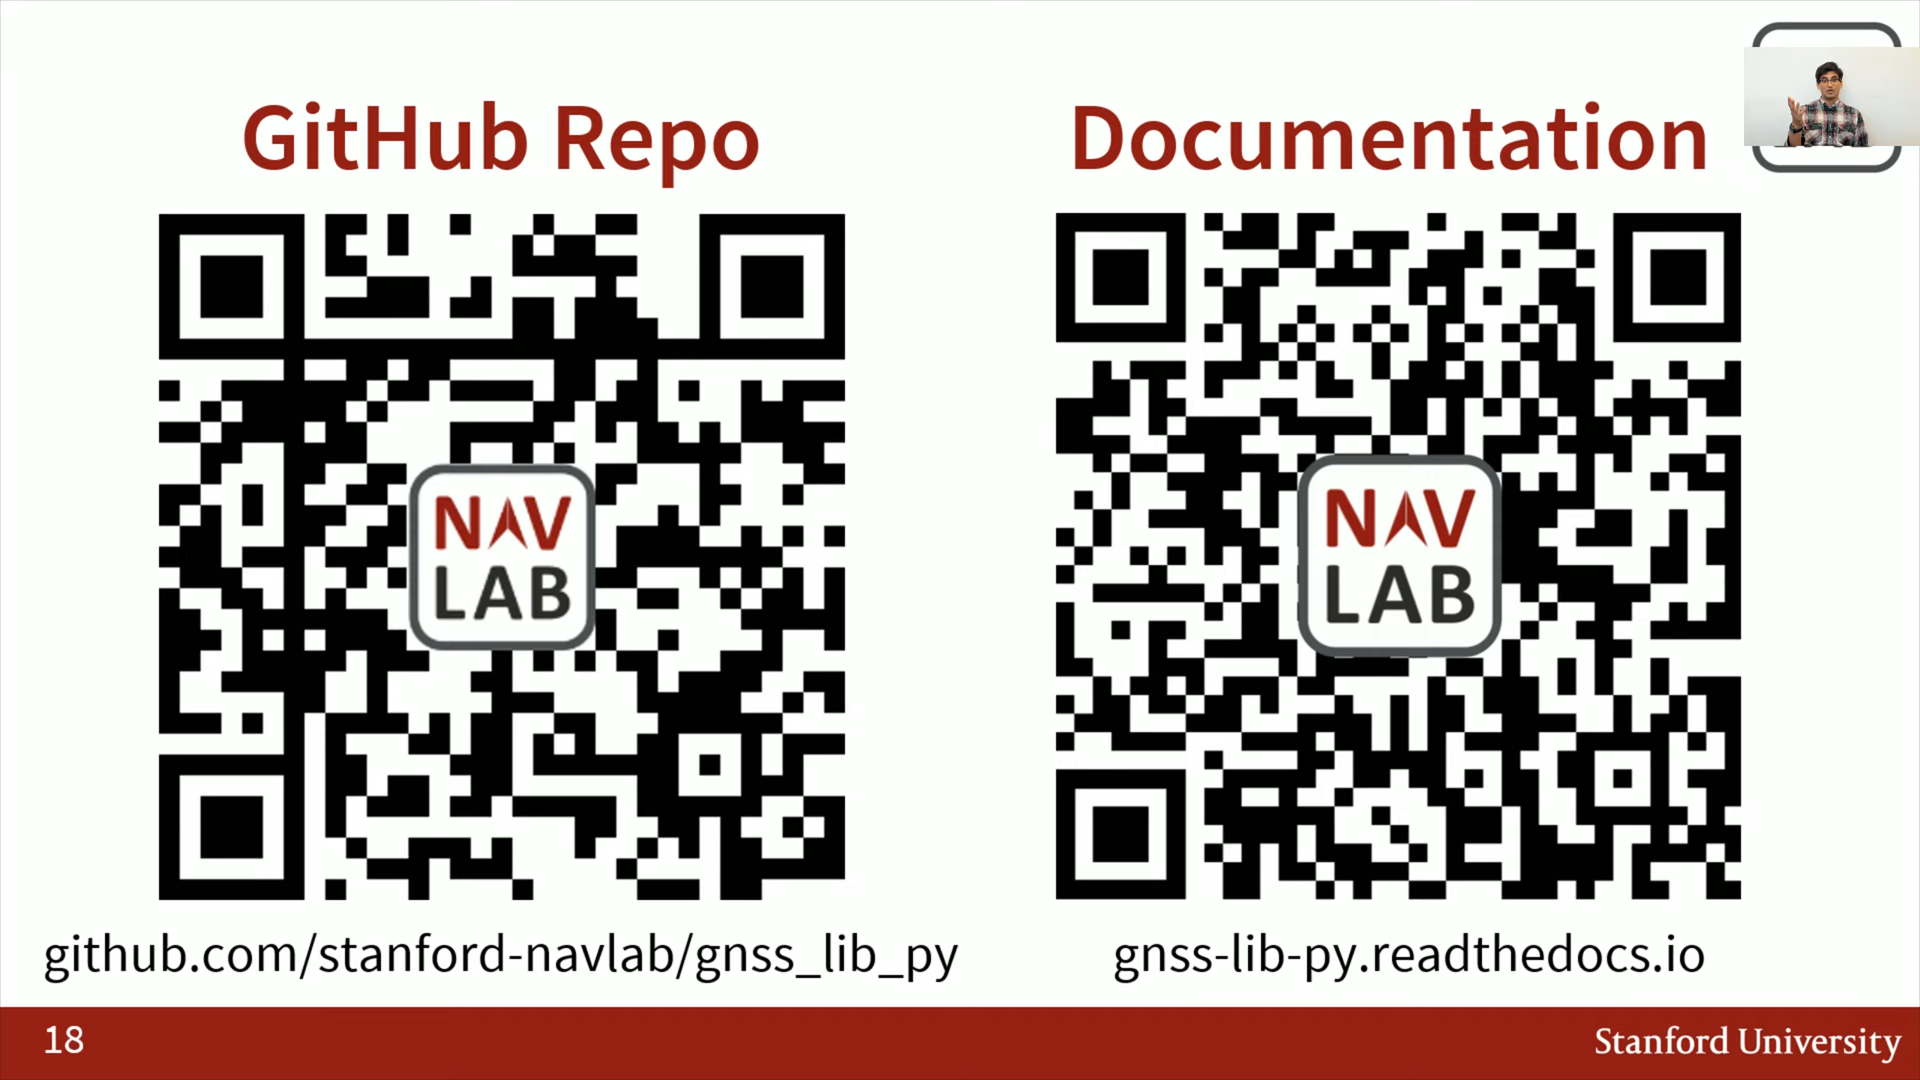 GitHub Repo
Documentation
NAV
LAB
NAV
LAB
github.com/stanford-navlab/gnss_lib_py
gnss-lib-py.readthedocs.io
18
Stanford University